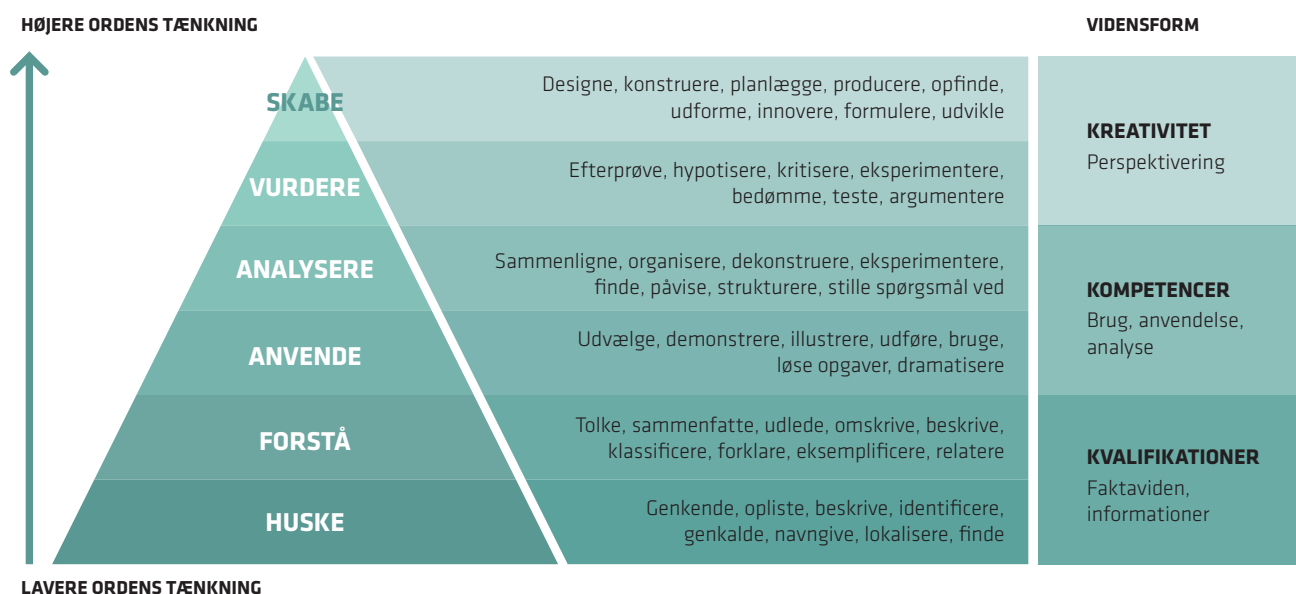 HØJERE ORDENS TÆNKNING
VIDENSFORM
SKABE
Designe, konstruere, planlægge, producere, opfinde,
udforme, innovere, formulere, udvikle
KREATIVITET
Perspektivering
VURDERE
Efterprøve, hypotisere, kritisere, eksperimentere,
bedømme, teste, argumentere
ANALYSERE
Sammenligne, organisere, dekonstruere, eksperimentere,
finde, påvise, strukturere, stille spørgsmål ved
KOMPETENCER
Brug, anvendelse,
analyse
ANVENDE
Udvælge, demonstrere, illustrere, udføre, bruge,
løse opgaver, dramatisere
FORSTÅ
Tolke, sammenfatte, udlede, omskrive, beskrive,
klassificere, forklare, eksemplificere, relatere
KVALIFIKATIONER
Faktaviden,
informationer
HUSKE
Genkende, opliste, beskrive, identificere,
genkalde, navngive, lokalisere, finde
LAVERE ORDENS TÆNKNING